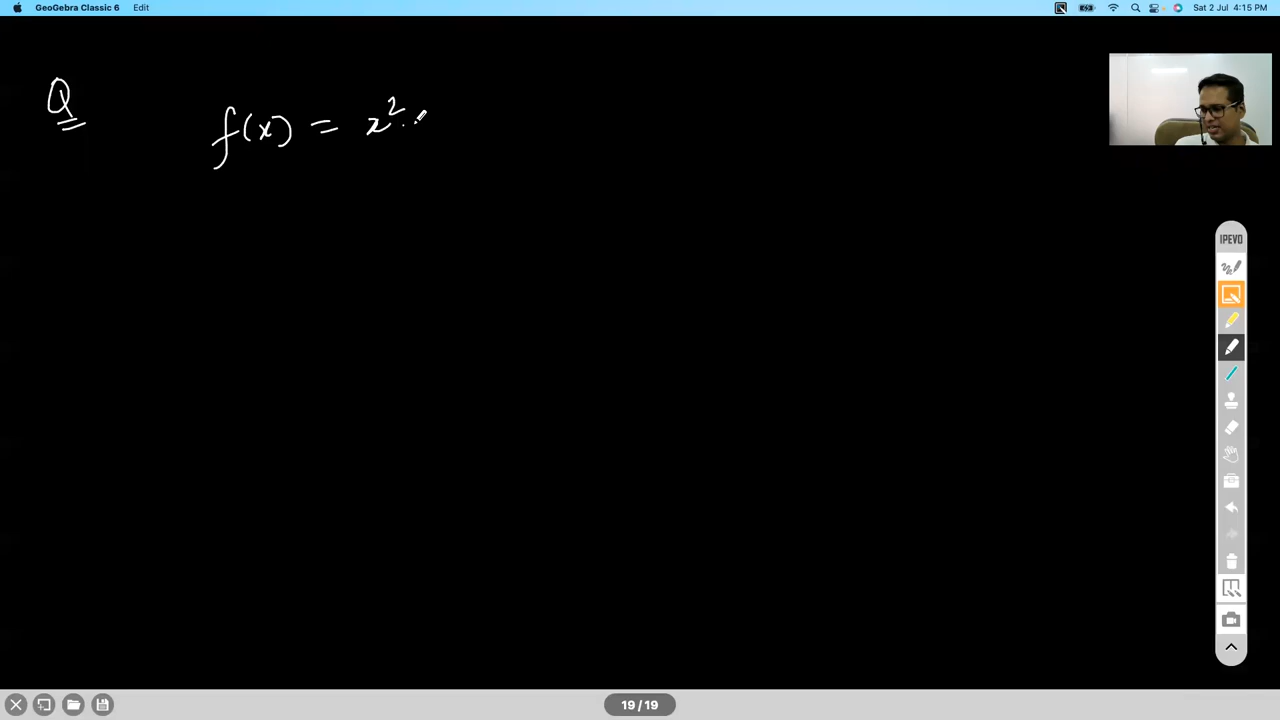 GeoGebra Classic 6 Edit Sat 2 Jul 4:15 PM
Q f(x) = x²
IPEVO
19 / 19